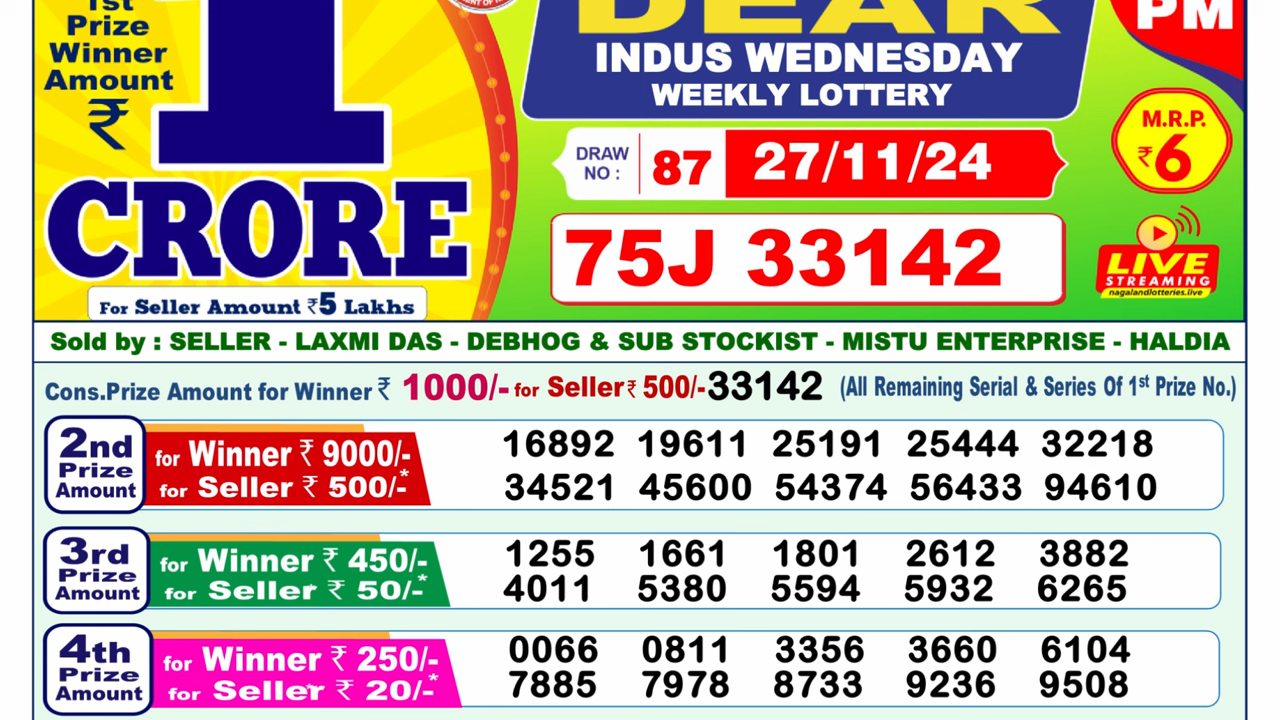 1st
Prize
Winner
Amount
₹
1
CRORE
For Seller Amount ₹5 Lakhs
DEAR
INDUS WEDNESDAY
WEEKLY LOTTERY
PM
DRAW NO : 87 27/11/24
M.R.P.
₹6
75J 33142
LIVE
STREAMING
nagalandlotteries.live
Sold by : SELLER - LAXMI DAS - DEBHOG & SUB STOCKIST - MISTU ENTERPRISE - HALDIA
Cons.Prize Amount for Winner ₹ 1000/- for Seller ₹ 500/- 33142 (All Remaining Serial & Series Of 1st Prize No.)
2nd
Prize
Amount
for Winner ₹ 9000/-
for Seller ₹ 500/-*
16892 19611 25191 25444 32218
34521 45600 54374 56433 94610
3rd
Prize
Amount
for Winner ₹ 450/-
for Seller ₹ 50/-*
1255 1661 1801 2612 3882
4011 5380 5594 5932 6265
4th
Prize
Amount
for Winner ₹ 250/-
for Seller ₹ 20/-*
0066 0811 3356 3660 6104
7885 7978 8733 9236 9508